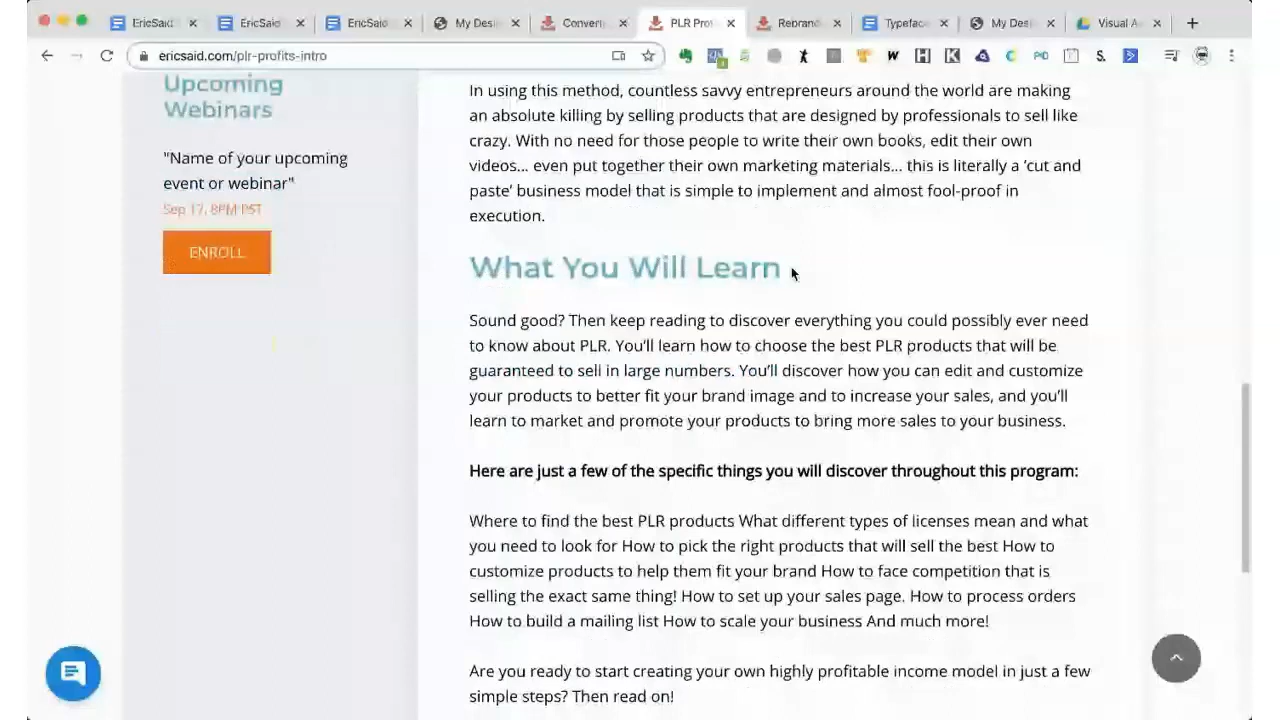 EricSaid
EricSaid
EricSaid
My Desi
Convert
PLR Prof
Rebrand
Typeface
My Desi
Visual A
ericsaid.com/plr-profits-intro
Upcoming
Webinars
"Name of your upcoming
event or webinar"
Sep 17, 8PM PST
ENROLL
In using this method, countless savvy entrepreneurs around the world are making
an absolute killing by selling products that are designed by professionals to sell like
crazy. With no need for those people to write their own books, edit their own
videos... even put together their own marketing materials... this is literally a ‘cut and
paste’ business model that is simple to implement and almost fool-proof in
execution.
What You Will Learn
Sound good? Then keep reading to discover everything you could possibly ever need
to know about PLR. You’ll learn how to choose the best PLR products that will be
guaranteed to sell in large numbers. You’ll discover how you can edit and customize
your products to better fit your brand image and to increase your sales, and you’ll
learn to market and promote your products to bring more sales to your business.
Here are just a few of the specific things you will discover throughout this program:
Where to find the best PLR products What different types of licenses mean and what
you need to look for How to pick the right products that will sell the best How to
customize products to help them fit your brand How to face competition that is
selling the exact same thing! How to set up your sales page. How to process orders
How to build a mailing list How to scale your business And much more!
Are you ready to start creating your own highly profitable income model in just a few
simple steps? Then read on!